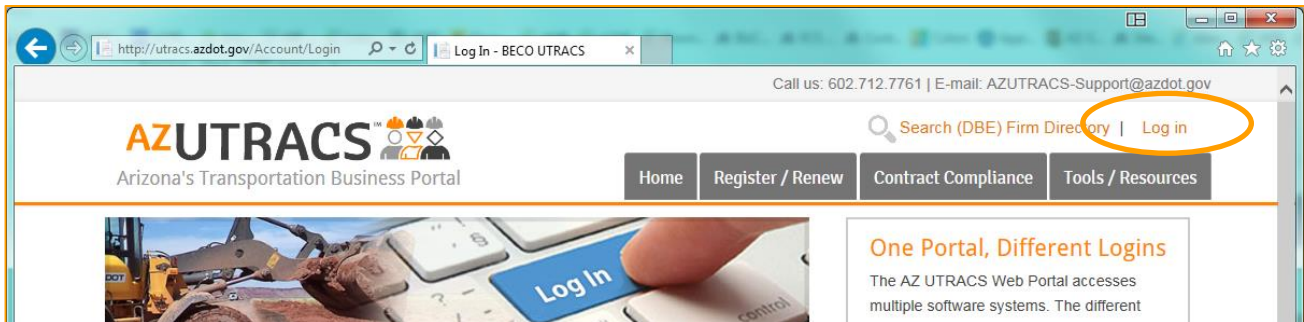 http://utracs.azdot.gov/Account/Login
Log In - BECO UTRACS
Call us: 602.712.7761 | E-mail: AZUTRACS-Support@azdot.gov
AZUTRACS™
Arizona's Transportation Business Portal
Search (DBE) Firm Directory | Log in
Home Register / Renew Contract Compliance Tools / Resources
Log In
control
One Portal, Different Logins
The AZ UTRACS Web Portal accesses
multiple software systems. The different